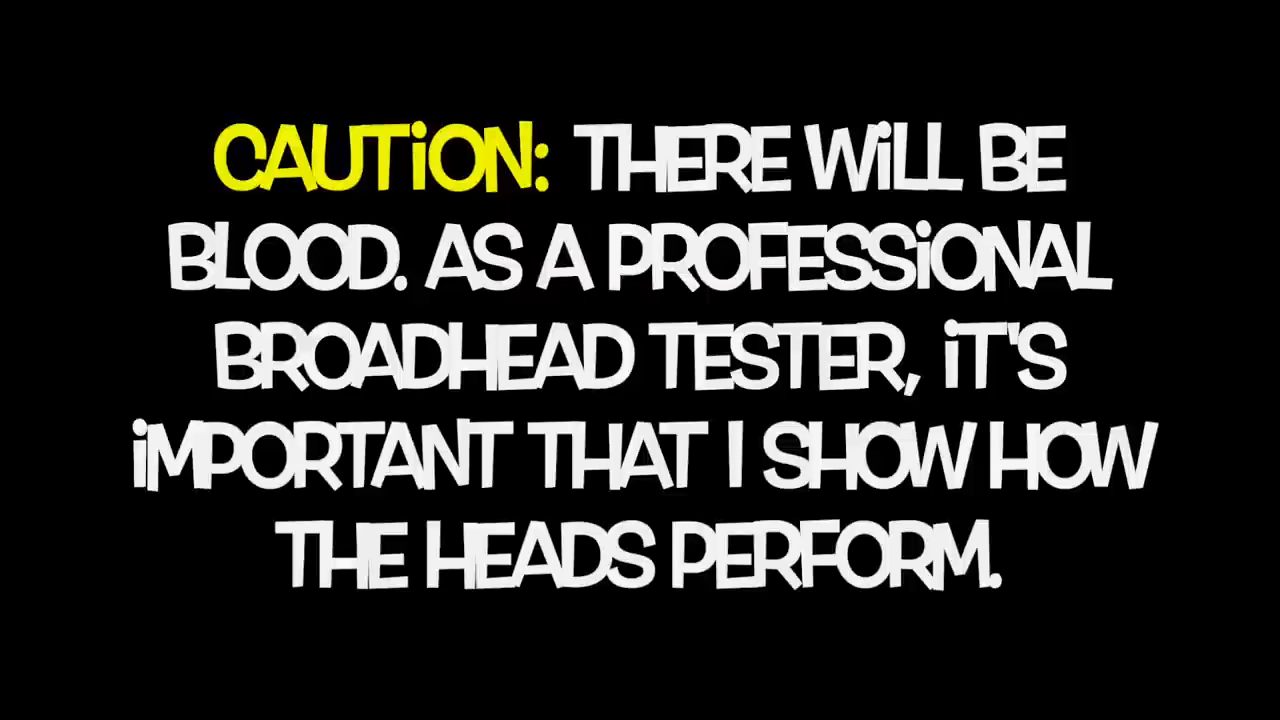 CAUTION: THERE WILL BE
BLOOD. AS A PROFESSIONAL
BROADHEAD TESTER, IT'S
IMPORTANT THAT I SHOW HOW
THE HEADS PERFORM.